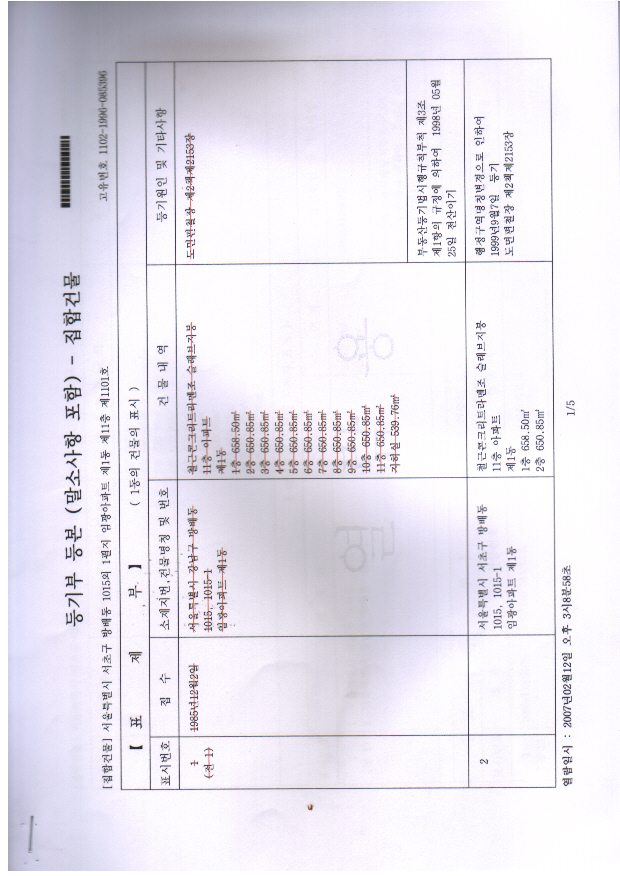 등기부 등본 (말소사항 포함) - 집합건물
고유번호 1102-1996-085396
[집합건물] 서울특별시 서초구 방배동 1015외 1필지 임광아파트 제1동 제11층 제1101호
【 표 제 부 】 ( 1동의 건물의 표시 )
표시번호 접 수 소재지번,건물명칭 및 번호 건 물 내 역 등기원인 및 기타사항
1
(전 1)
1985년12월2일
서울특별시 강남구 방배동
1015, 1015-1
임광아파트 제1동
철근콘크리트라멘조 슬래브지붕
11층 아파트
제1동
1층 658.50㎡
2층 650.85㎡
3층 650.85㎡
4층 650.85㎡
5층 650.85㎡
6층 650.85㎡
7층 650.85㎡
8층 650.85㎡
9층 650.85㎡
10층 650.85㎡
11층 650.85㎡
지하실 539.76㎡
도면편철장 제2책제2153장
부동산등기법시행규칙부칙 제3조
제1항의 규정에 의하여 1998년 05월
25일 전산이기
2
서울특별시 서초구 방배동
1015, 1015-1
임광아파트 제1동
철근콘크리트라멘조 슬래브지붕
11층 아파트
제1동
1층 658.50㎡
2층 650.85㎡
행정구역명칭변경으로 인하여
1999년9월7일 등기
도면편철장 제2책제2153장
열람일시 : 2007년02월12일 오후 3시8분58초
1/5
열
람
용